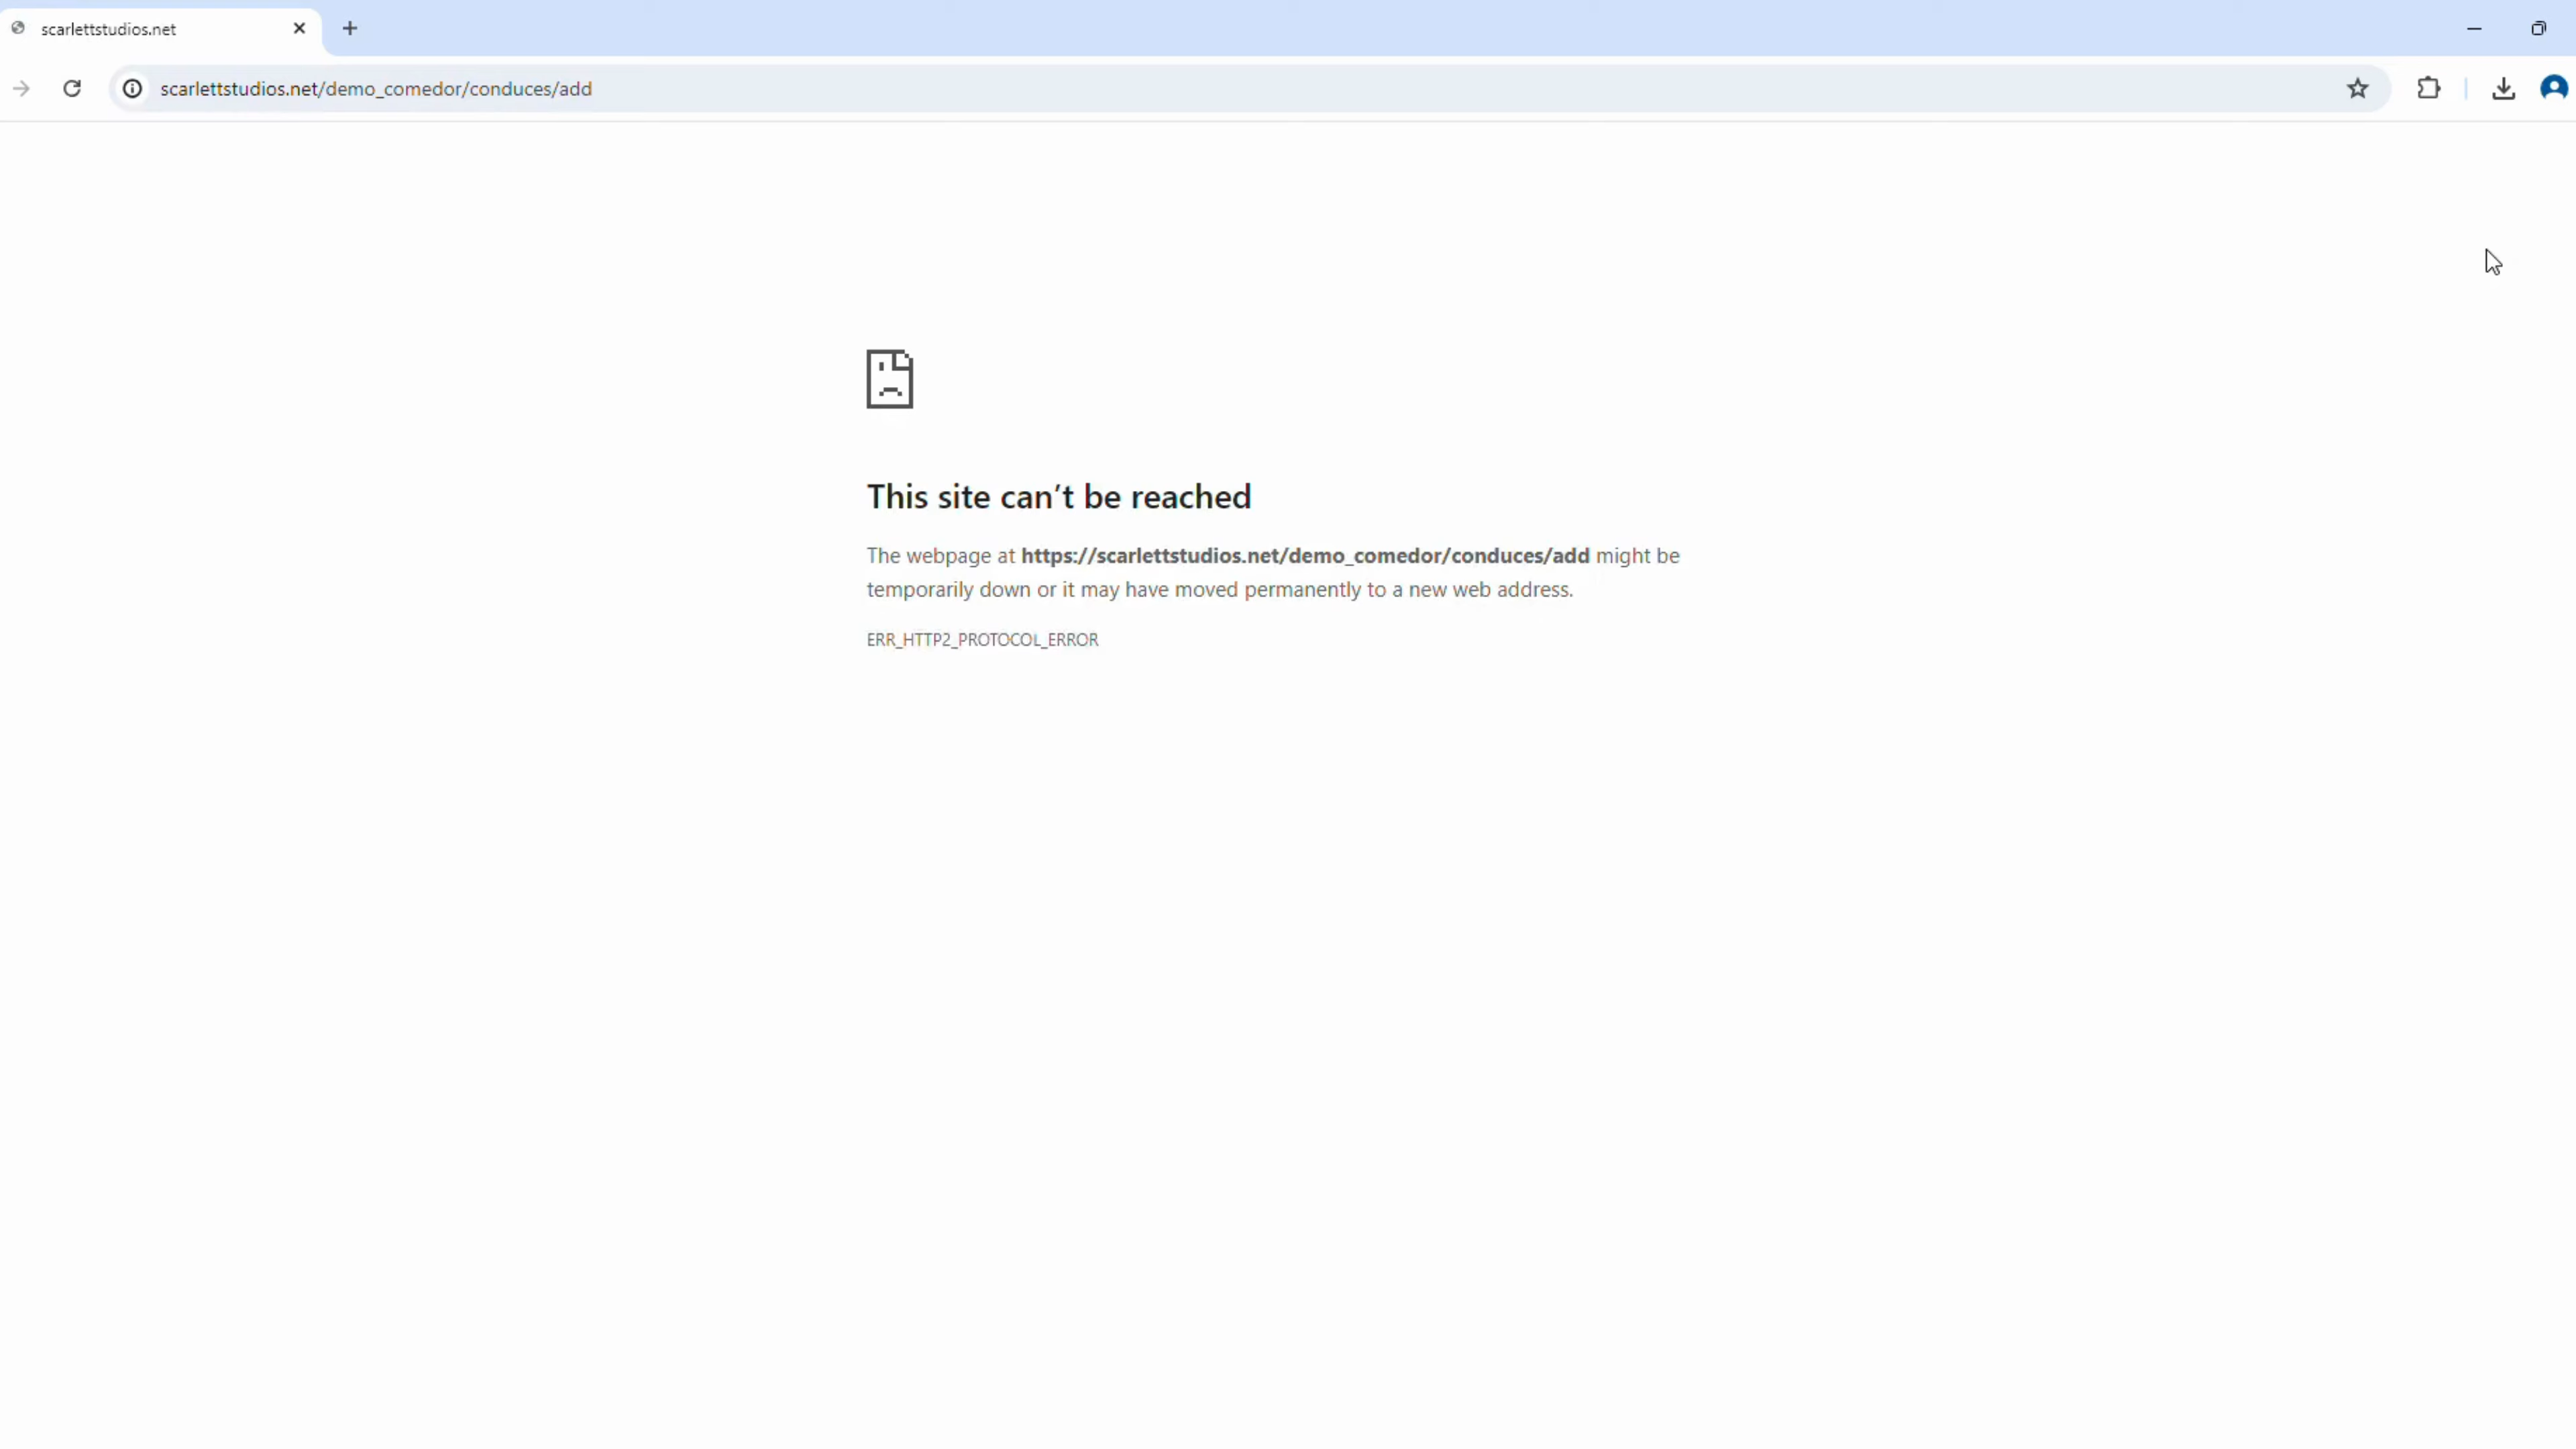 scarlettstudios.net
scarlettstudios.net/demo_comedor/conduces/add
This site can’t be reached
The webpage at https://scarlettstudios.net/demo_comedor/conduces/add might be
temporarily down or it may have moved permanently to a new web address.
ERR_HTTP2_PROTOCOL_ERROR